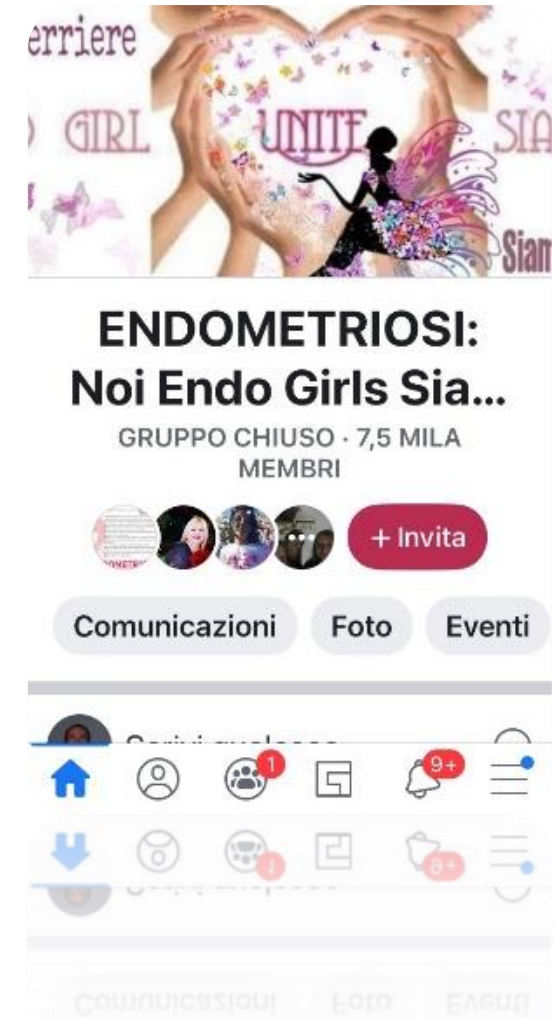 erriere
GIRL UNITE SIA
Siam
ENDOMETRIOSI:
Noi Endo Girls Sia...
GRUPPO CHIUSO · 7,5 MILA
MEMBRI
+ Invita
Comunicazioni Foto Eventi
1 9+